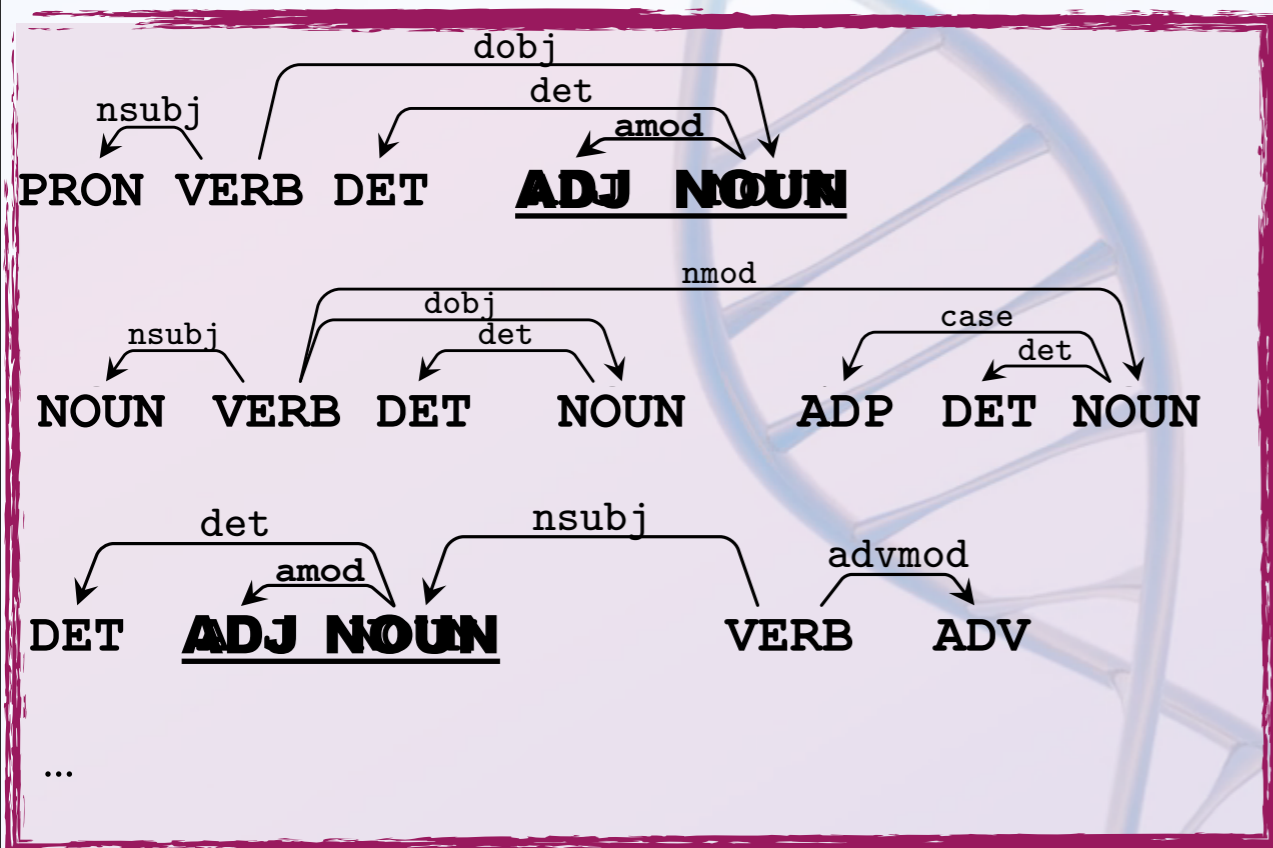 dobj
det
nsubj amod
PRON VERB DET ADJ NOUN
nmod
dobj
nsubj det case
det
NOUN VERB DET NOUN ADP DET NOUN
det nsubj
amod advmod
DET ADJ NOUN VERB ADV
...